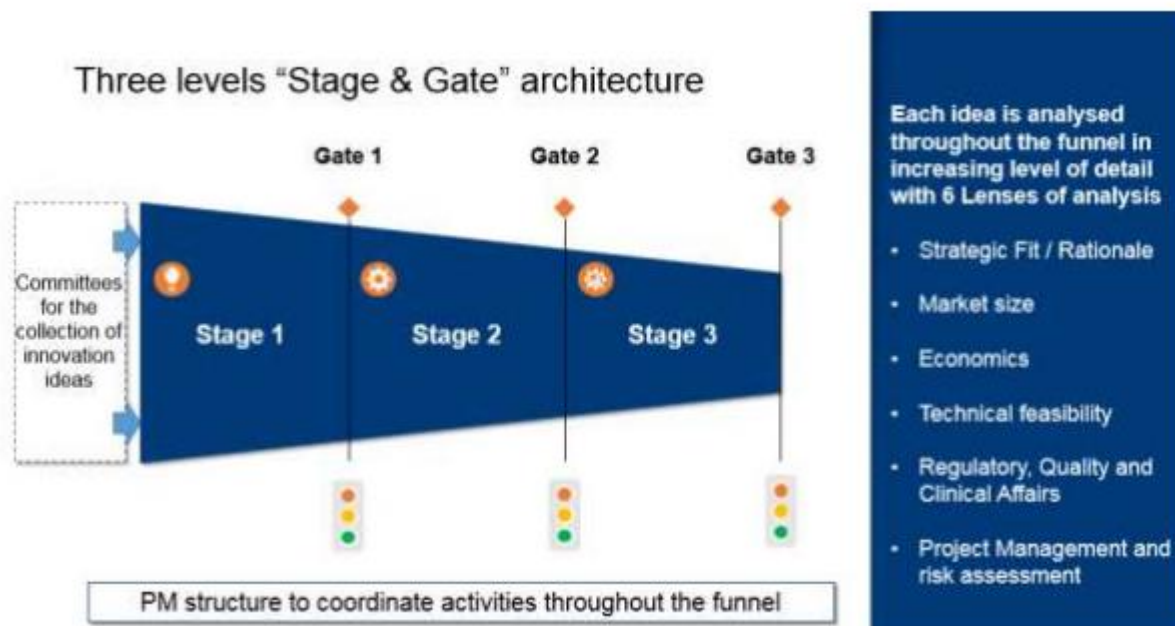 Three levels “Stage & Gate” architecture
Gate 1
Gate 2
Gate 3
Committees
for the
collection of
innovation
ideas
Stage 1
Stage 2
Stage 3
PM structure to coordinate activities throughout the funnel
Each idea is analysed
throughout the funnel in
increasing level of detail
with 6 Lenses of analysis
• Strategic Fit / Rationale
• Market size
• Economics
• Technical feasibility
• Regulatory, Quality and
Clinical Affairs
• Project Management and
risk assessment